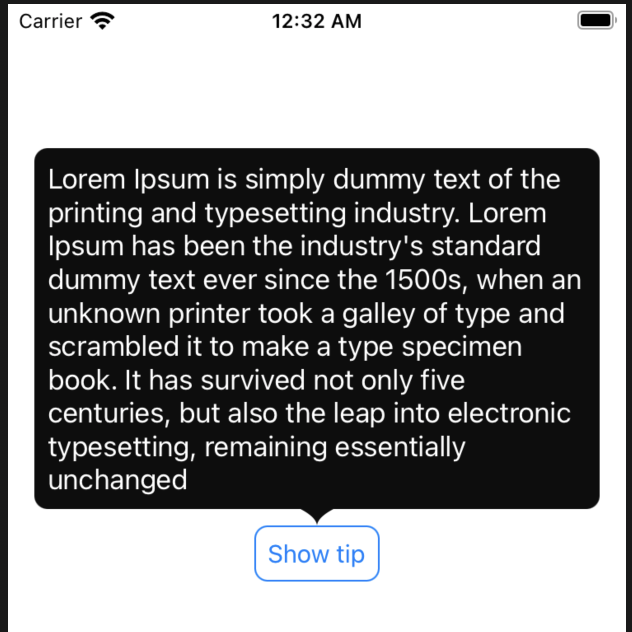 Carrier
12:32 AM
Lorem Ipsum is simply dummy text of the
printing and typesetting industry. Lorem
Ipsum has been the industry's standard
dummy text ever since the 1500s, when an
unknown printer took a galley of type and
scrambled it to make a type specimen
book. It has survived not only five
centuries, but also the leap into electronic
typesetting, remaining essentially
unchanged
Show tip